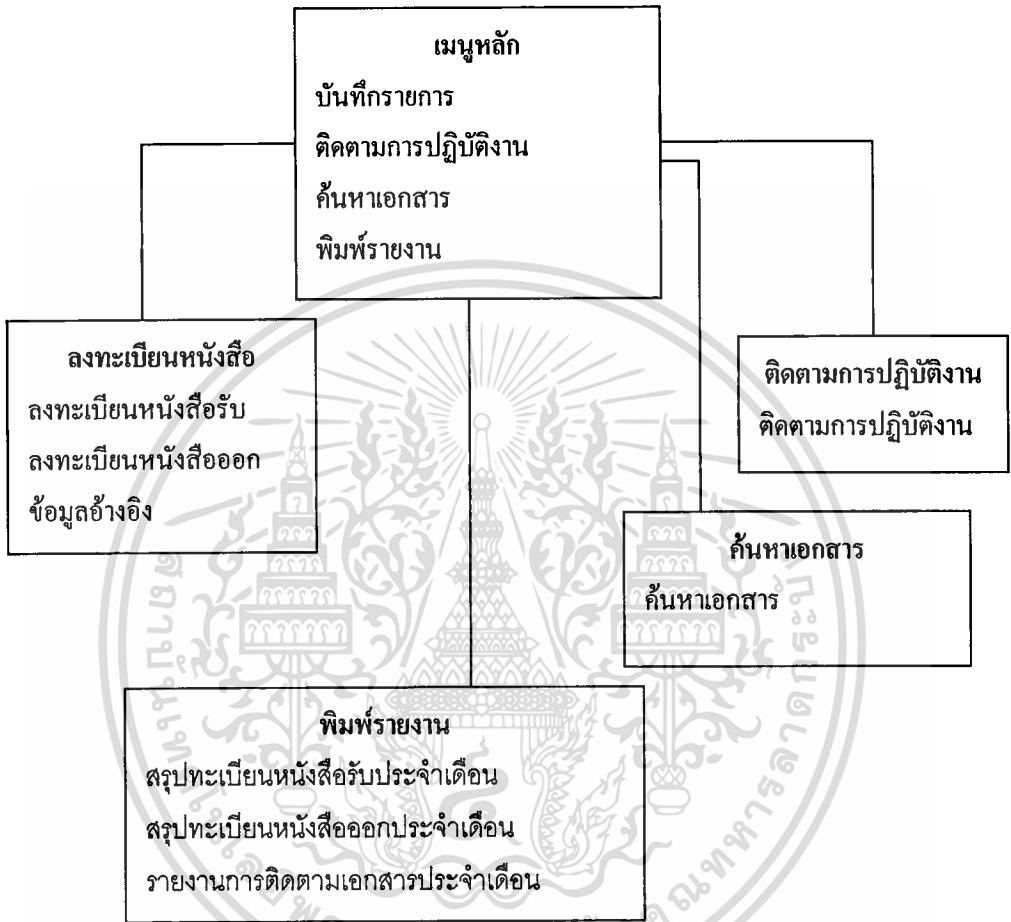 เมนูหลัก
บันทึกรายการ
ติดตามการปฏิบัติงาน
ค้นหาเอกสาร
พิมพ์รายงาน
ลงทะเบียนหนังสือ
ลงทะเบียนหนังสือรับ
ลงทะเบียนหนังสือออก
ข้อมูลอ้างอิง
ติดตามการปฏิบัติงาน
ติดตามการปฏิบัติงาน
ค้นหาเอกสาร
ค้นหาเอกสาร
พิมพ์รายงาน
สรุปทะเบียนหนังสือรับประจำเดือน
สรุปทะเบียนหนังสือออกประจำเดือน
รายงานการติดตามเอกสารประจำเดือน